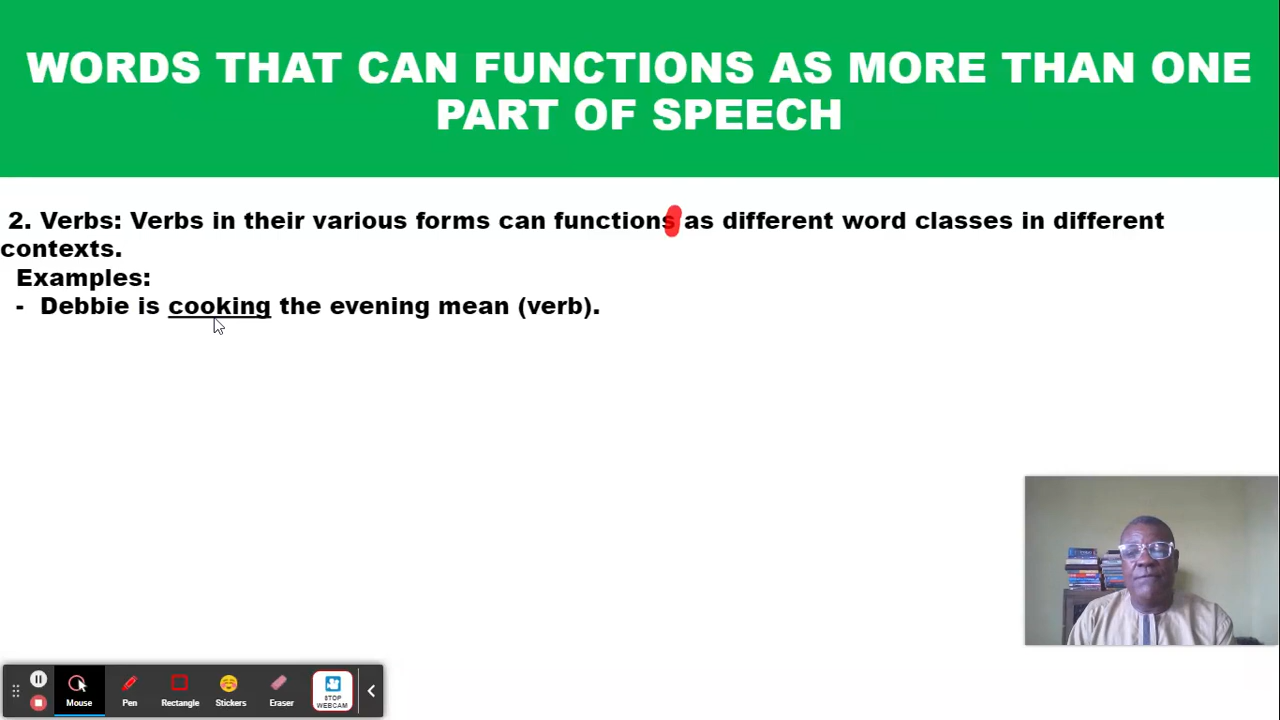 WORDS THAT CAN FUNCTIONS AS MORE THAN ONE
PART OF SPEECH
2. Verbs: Verbs in their various forms can functions as different word classes in different
contexts.
Examples:
- Debbie is cooking the evening mean (verb).
Mouse Pen Rectangle Stickers Eraser STOP WEBCAM